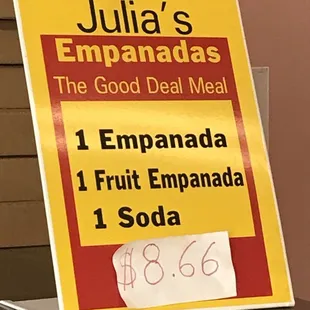 Julia's
Empanadas
The Good Deal Meal
1 Empanada
1 Fruit Empanada
1 Soda
$8.66